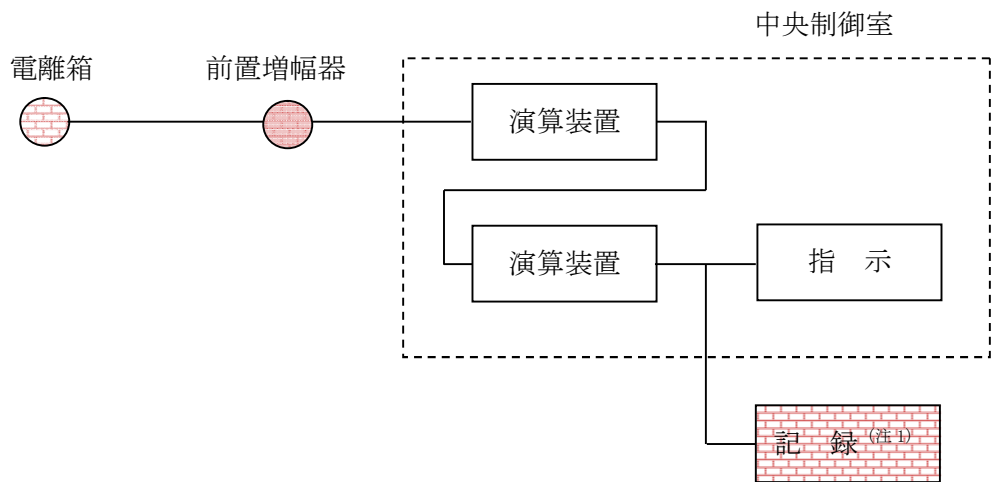 中央制御室
電離箱
前置増幅器
演算装置
演算装置
指　示
記　録（注1）